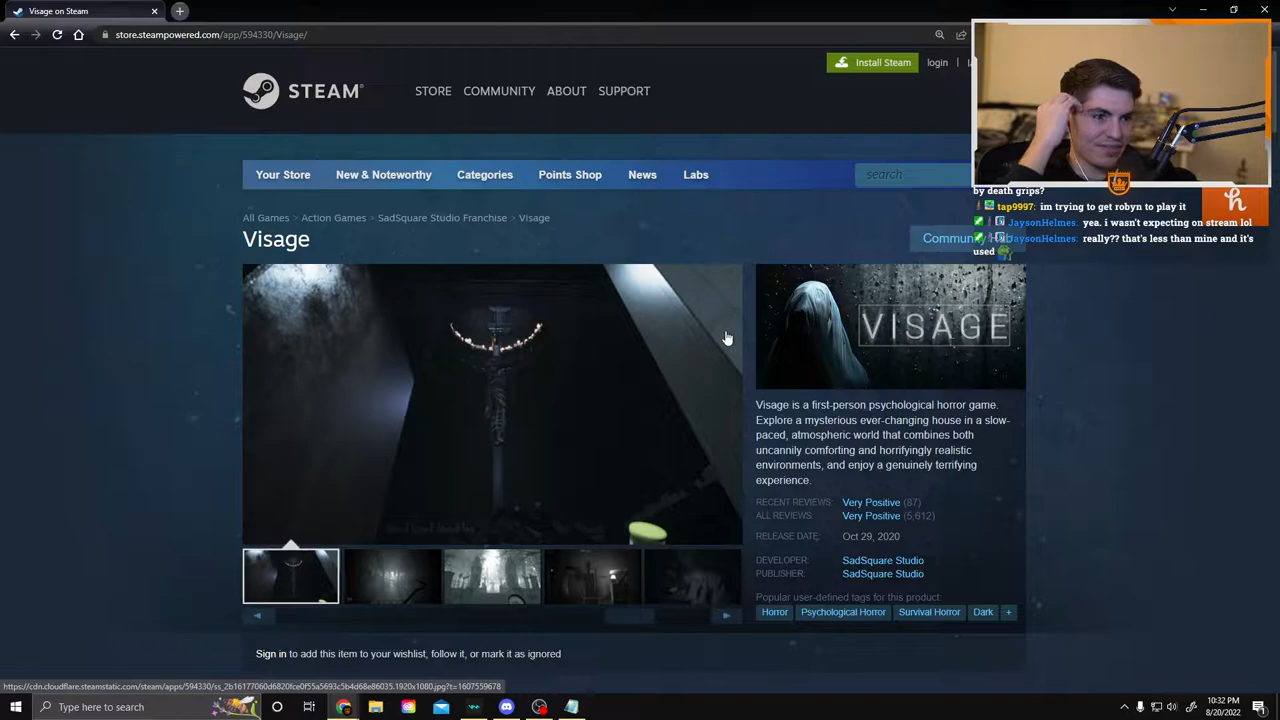 Visage on Steam
store.steampowered.com/app/594330/Visage/
Install Steam
login
STEAM
STORE COMMUNITY ABOUT SUPPORT
Your Store New & Noteworthy Categories Points Shop News Labs
search
by death grips?
tap9997: im trying to get robyn to play it
JaysonHelmes: yea. i wasn't expecting on stream lol
JaysonHelmes: really?? that's less than mine and it's
used
All Games > Action Games > SadSquare Studio Franchise > Visage
Visage
VISAGE
Visage is a first-person psychological horror game.
Explore a mysterious ever-changing house in a slow-
paced, atmospheric world that combines both
uncannily comforting and horrifyingly realistic
environments, and enjoy a genuinely terrifying
experience.
RECENT REVIEWS: Very Positive (87)
ALL REVIEWS: Very Positive (5,612)
RELEASE DATE: Oct 29, 2020
DEVELOPER: SadSquare Studio
PUBLISHER: SadSquare Studio
Popular user-defined tags for this product:
Horror Psychological Horror Survival Horror Dark +
Sign in to add this item to your wishlist, follow it, or mark it as ignored
Type here to search
10:32 PM
8/20/2022